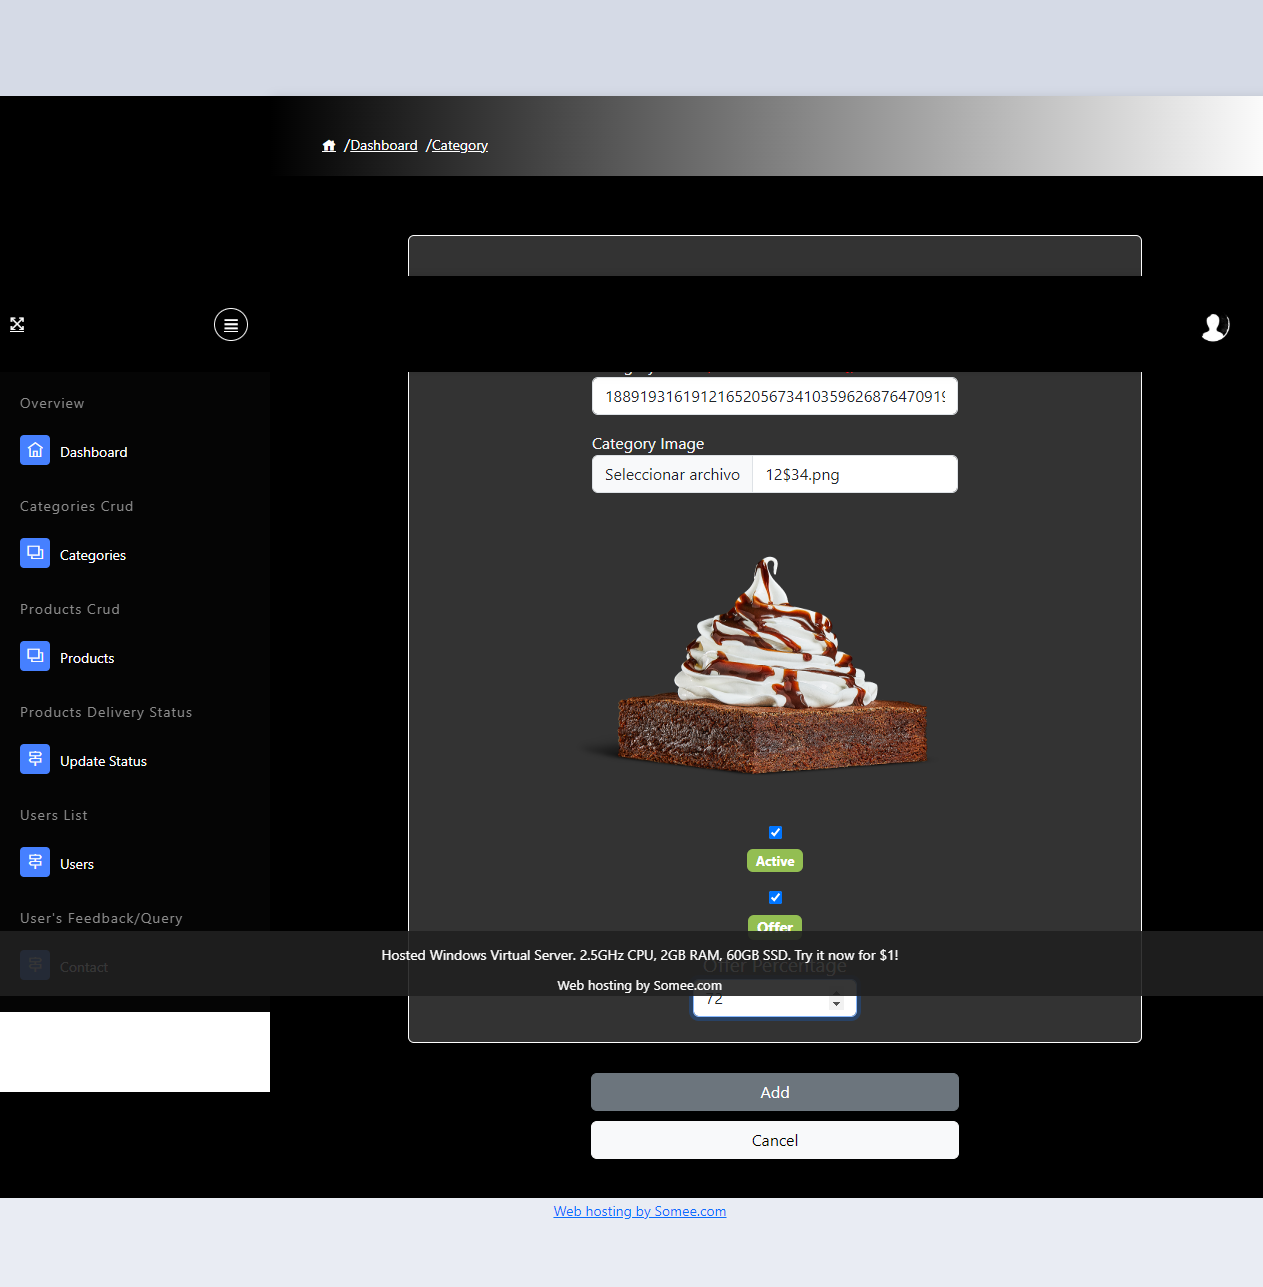 /Dashboard /Category
Overview
Dashboard
Categories Crud
Categories
Products Crud
Products
Products Delivery Status
Update Status
Users List
Users
User's Feedback/Query
Contact
188919316191216520567341035962687647091
Category Image
Seleccionar archivo 12$34.png
Active
Offer
Hosted Windows Virtual Server. 2.5GHz CPU, 2GB RAM, 60GB SSD. Try it now for $1!
Offer Percentage
Web hosting by Somee.com
72
Add
Cancel
Web hosting by Somee.com